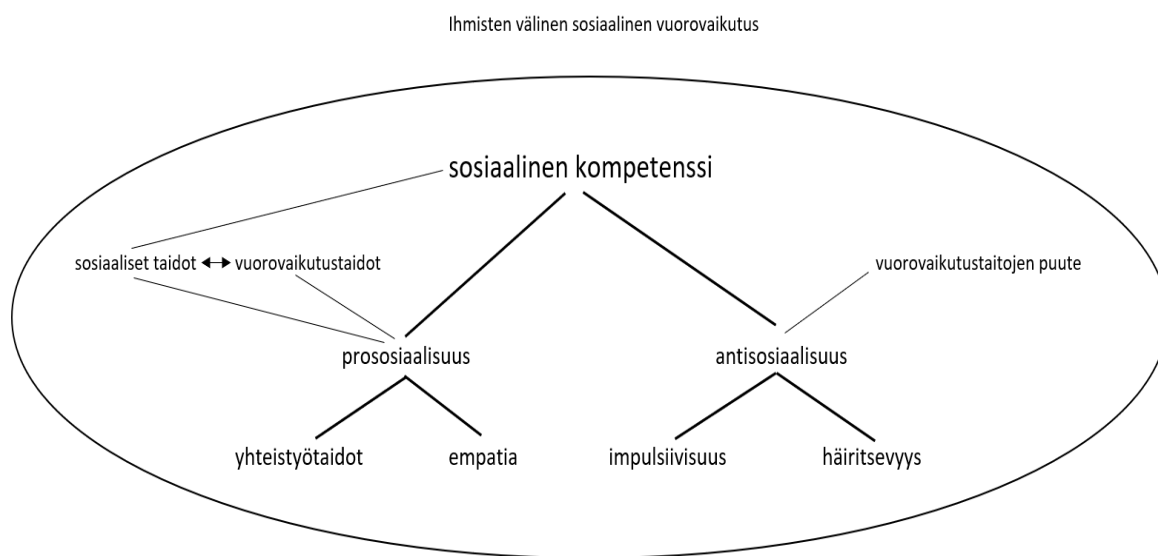 Ihmisten välinen sosiaalinen vuorovaikutus
sosiaalinen kompetenssi
sosiaaliset taidot
vuorovaikutustaidot
vuorovaikutustaitojen puute
prososiaalisuus
antisosiaalisuus
yhteistyötaidot
empatia
impulsiivisuus
häiritsevyys